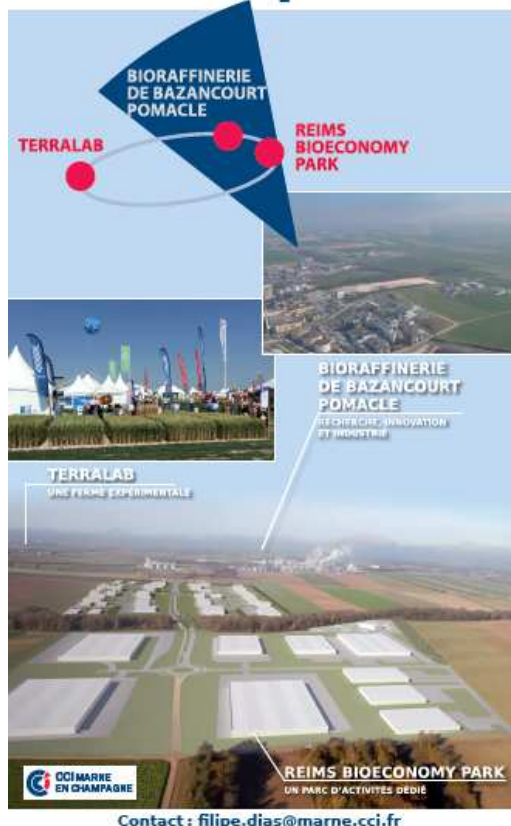 BIORAFFINERIE
DE BAZANCOURT
POMACLE
TERRALAB
REIMS
BIOECONOMY
PARK
BIORAFFINERIE
DE BAZANCOURT
POMACLE
RECHERCHE, INNOVATION
ET INDUSTRIE
TERRALAB
UNE FERME EXPÉRIMENTALE
REIMS BIOECONOMY PARK
UN PARC D'ACTIVITÉS DÉDIÉ
CCI MARNE
EN CHAMPAGNE
Contact : filipe.dias@marne.cci.fr